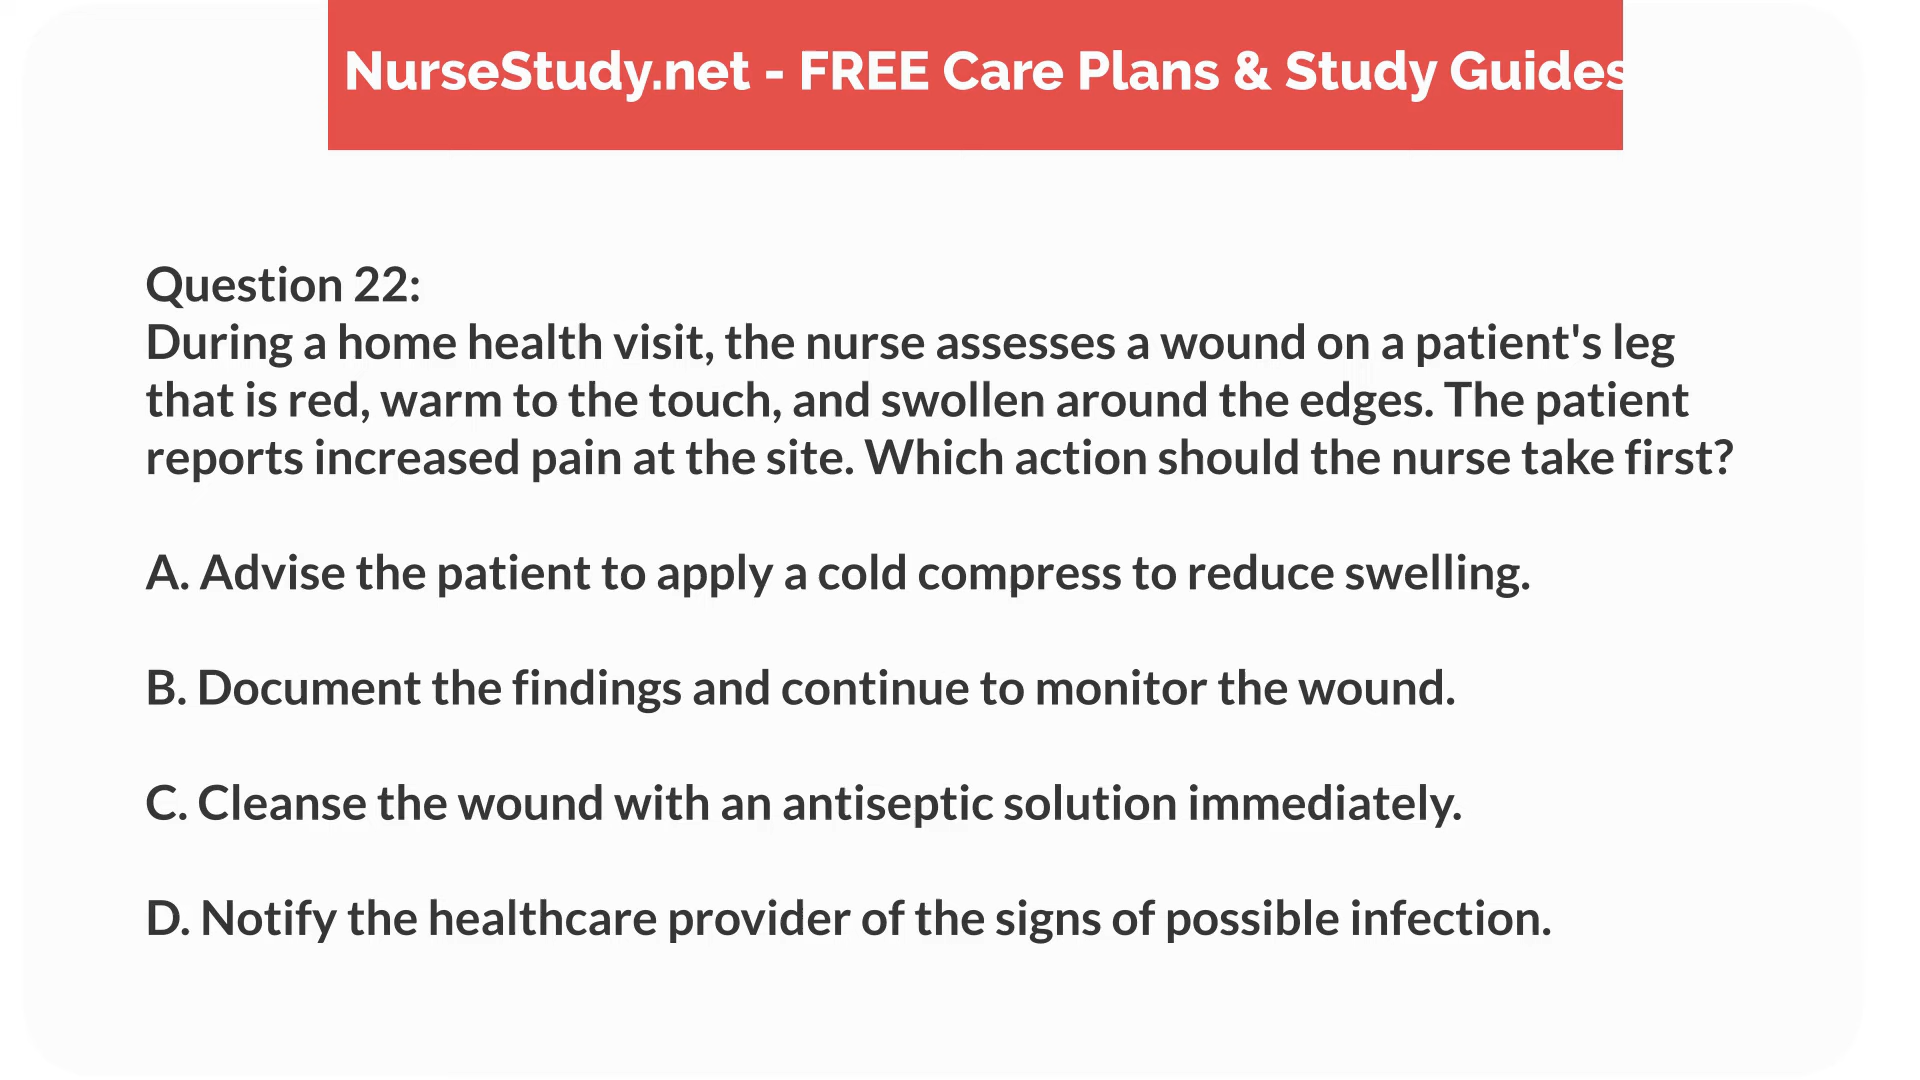 NurseStudy.net - FREE Care Plans & Study Guides
Question 22:
During a home health visit, the nurse assesses a wound on a patient's leg
that is red, warm to the touch, and swollen around the edges. The patient
reports increased pain at the site. Which action should the nurse take first?
A. Advise the patient to apply a cold compress to reduce swelling.
B. Document the findings and continue to monitor the wound.
C. Cleanse the wound with an antiseptic solution immediately.
D. Notify the healthcare provider of the signs of possible infection.